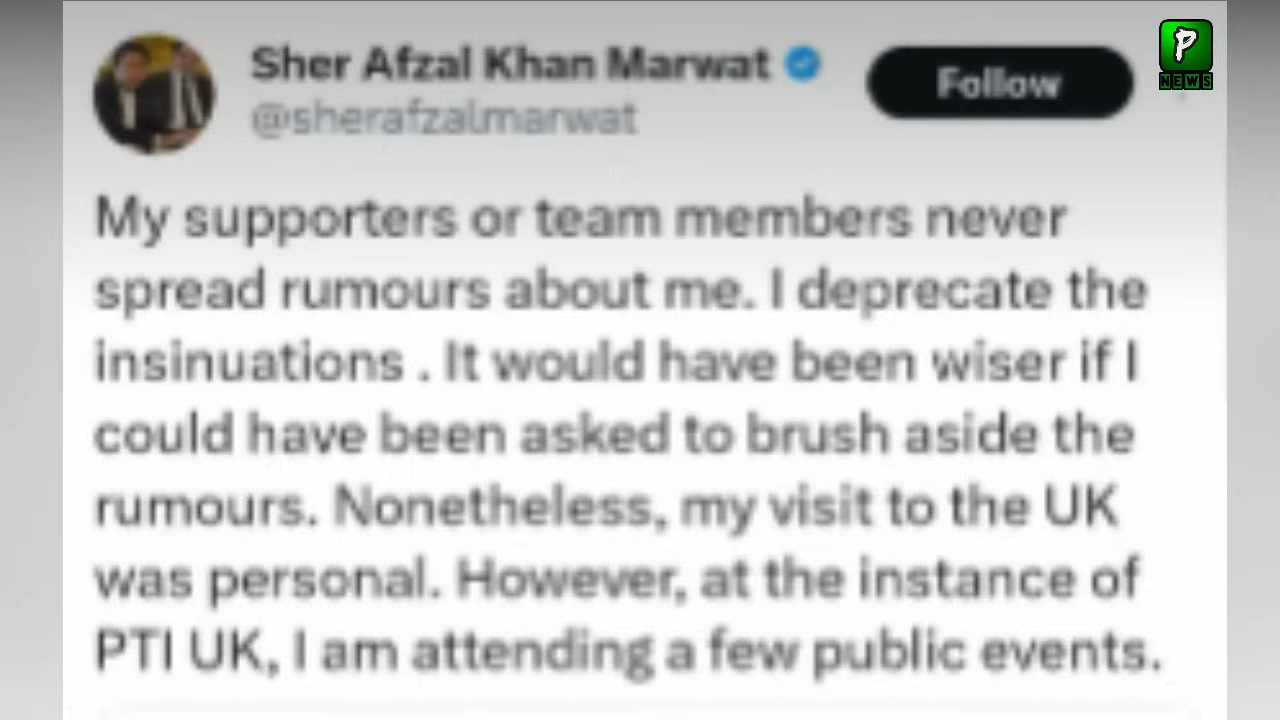 Sher Afzal Khan Marwat
@sherafzalmarwat
Follow
P
NEWS
My supporters or team members never
spread rumours about me. I deprecate the
insinuations . It would have been wiser if I
could have been asked to brush aside the
rumours. Nonetheless, my visit to the UK
was personal. However, at the instance of
PTI UK, I am attending a few public events.